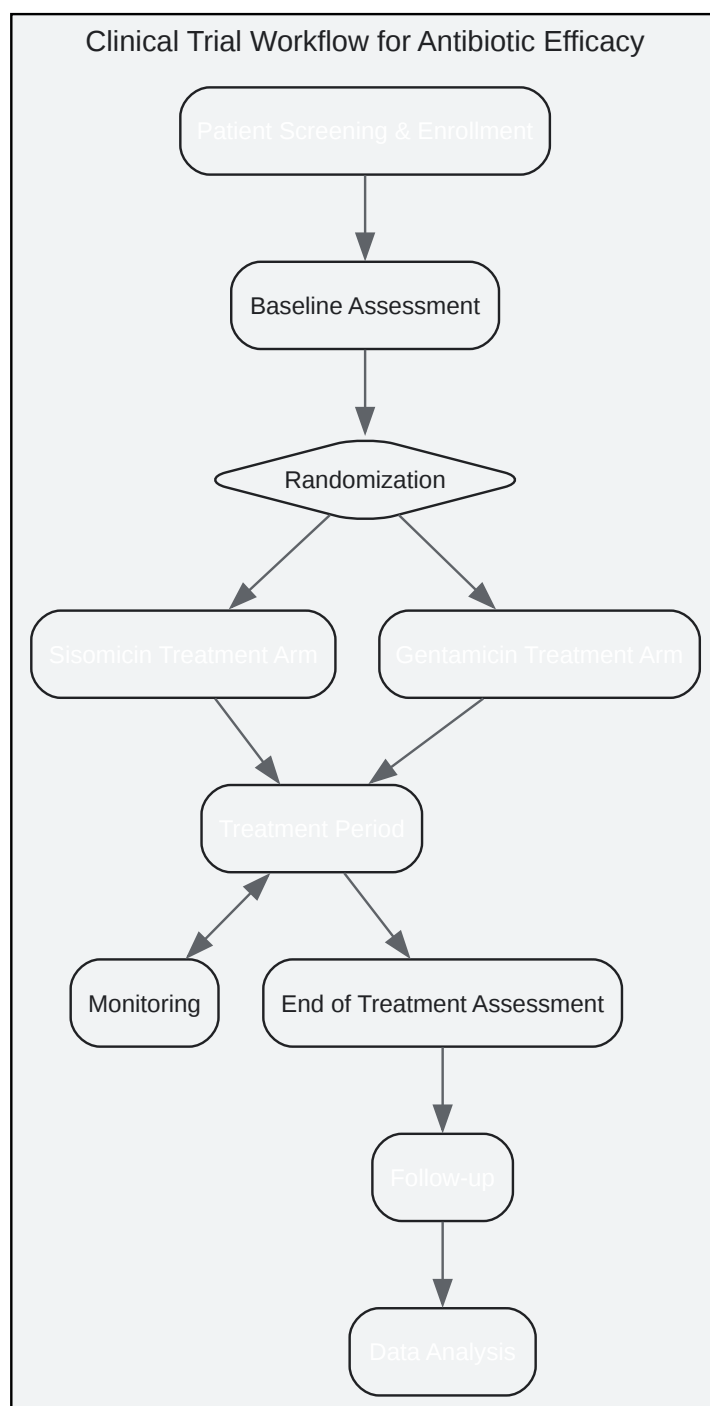 Clinical Trial Workflow for Antibiotic Efficacy
Patient Screening & Enrollment
Baseline Assessment
Randomization
Sisomicin Treatment Arm
Gentamicin Treatment Arm
Treatment Period
Monitoring
End of Treatment Assessment
Follow-up
Data Analysis